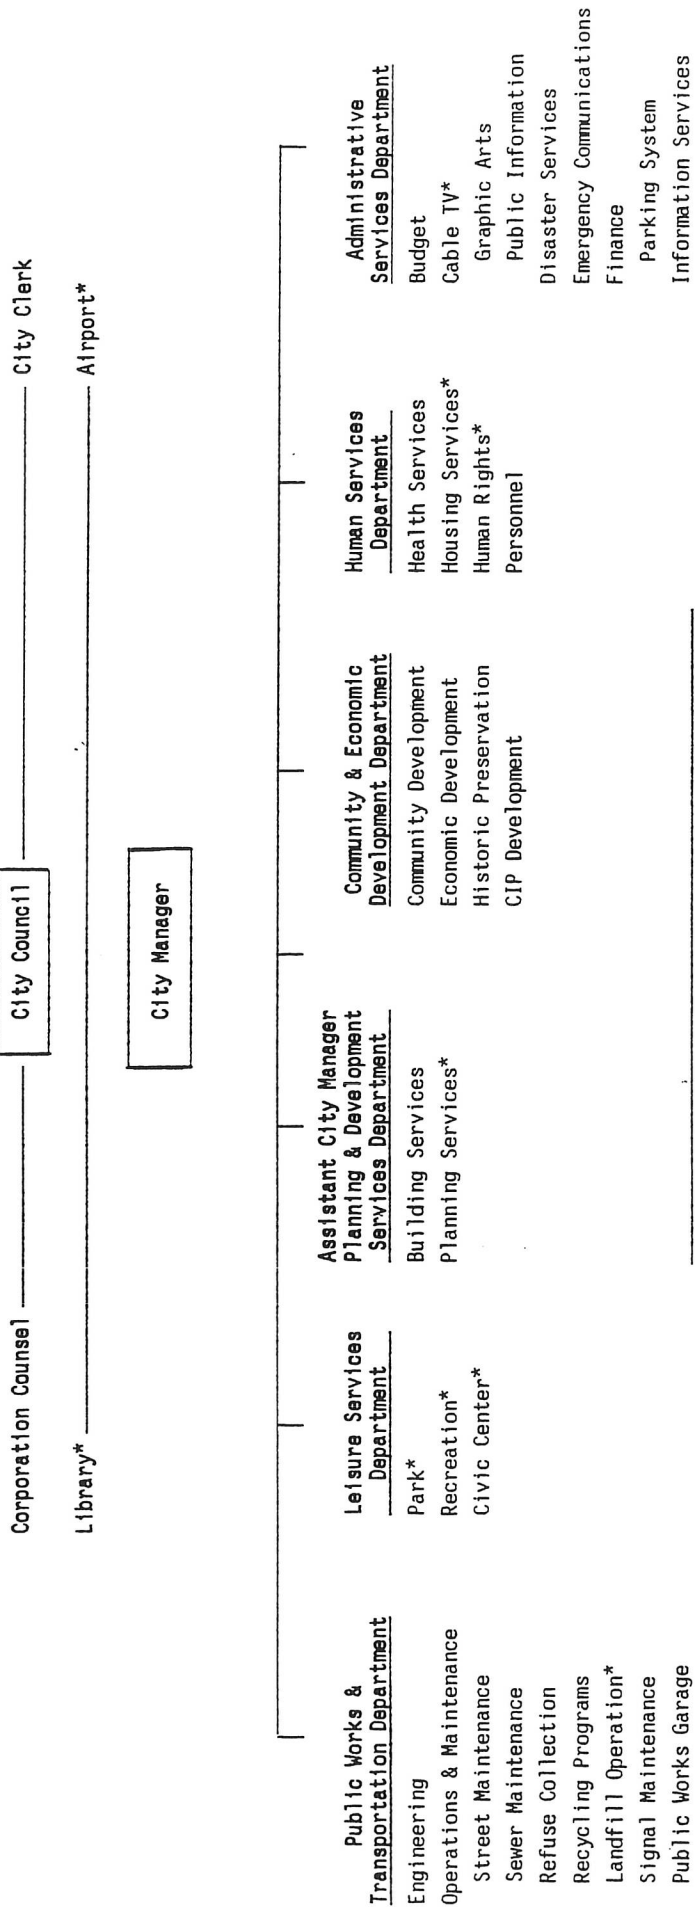 City Council
Corporation Counsel
City Clerk
Library*
Airport*
City Manager
Public Works &
Transportation Department
Engineering
Operations & Maintenance
Street Maintenance
Sewer Maintenance
Refuse Collection
Recycling Programs
Landfill Operation*
Signal Maintenance
Public Works Garage
Leisure Services
Department
Park*
Recreation*
Civic Center*
Assistant City Manager
Planning & Development
Services Department
Building Services
Planning Services*
Community & Economic
Development Department
Community Development
Economic Development
Historic Preservation
CIP Development
Human Services
Department
Health Services
Housing Services*
Human Rights*
Personnel
Administrative
Services Department
Budget
Cable TV*
Graphic Arts
Public Information
Disaster Services
Emergency Communications
Finance
Parking System
Information Services